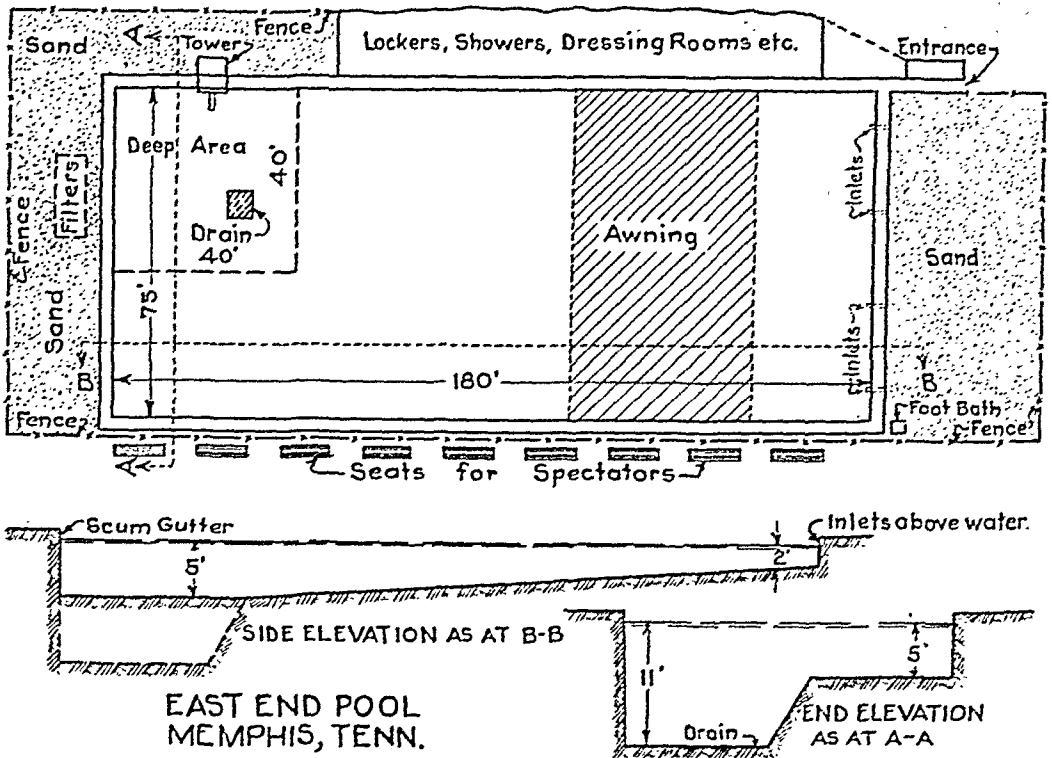 Fence
Sand
A
Towers
Lockers, Showers, Dressing Rooms etc.
Entrance
Deep Area
40'
Inlets
Filters
Fence
Drain
40'
Awning
Sand
75'
Sand
Inlets
B
180'
B
Fence
Foot Bath
Fence
A
Seats for Spectators
Scum Gutter
Inlets above water.
5'
2'
SIDE ELEVATION AS AT B-B
11'
5'
EAST END POOL
MEMPHIS, TENN.
Drain
END ELEVATION
AS AT A-A